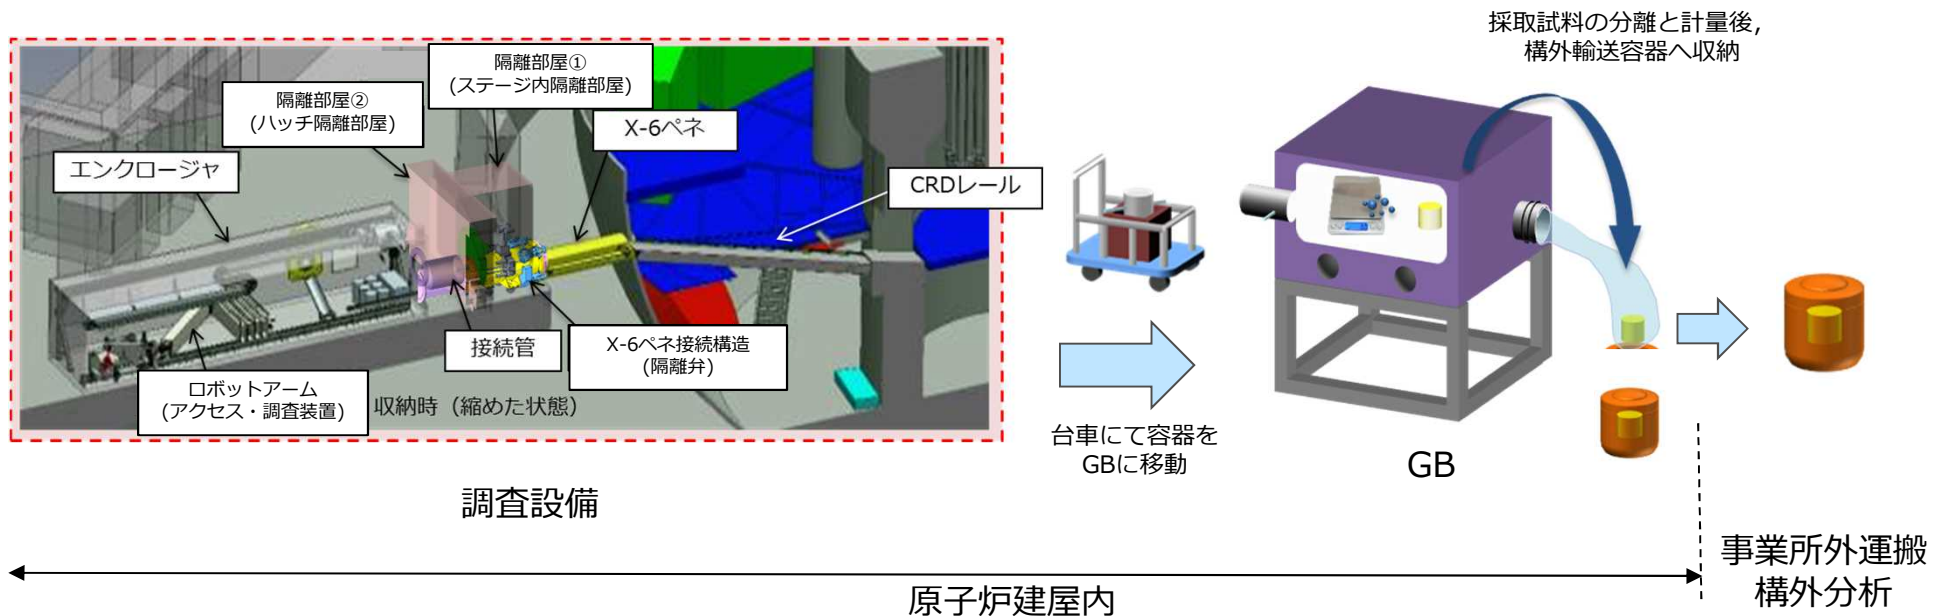 採取試料の分離と計量後,
構外輸送容器へ収納
隔離部屋①
(ステージ内隔離部屋)
隔離部屋②
(ハッチ隔離部屋)
X-6ペネ
エンクロージャ
CRDレール
接続管
X-6ペネ接続構造
(隔離弁)
ロボットアーム
(アクセス・調査装置)
収納時（縮めた状態）
台車にて容器を
GBに移動
GB
調査設備
原子炉建屋内
事業所外運搬
構外分析